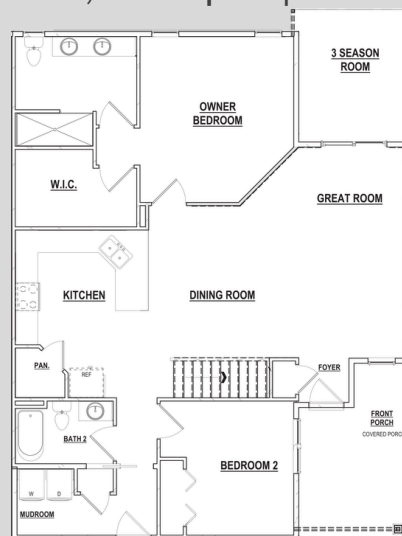 3 SEASON
ROOM
OWNER
BEDROOM
W.I.C.
GREAT ROOM
KITCHEN
DINING ROOM
PAN.
REF
FOYER
FRONT
PORCH
COVERED PORC
BATH 2
BEDROOM 2
W
D
MUDROOM